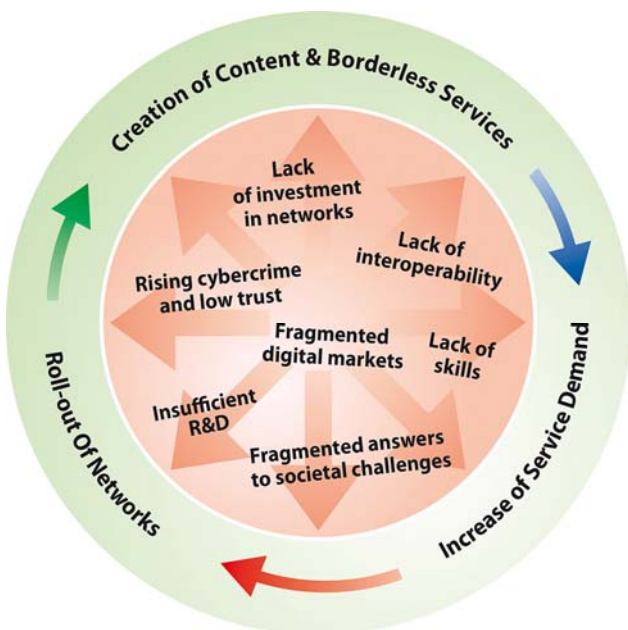 Creation of Content & Borderless Services
Lack
of investment
in networks
Lack of
interoperability
Rising cybercrime
and low trust
Fragmented
digital markets
Lack of
skills
Insufficient
R&D
Fragmented answers
to societal challenges
Increase of Service Demand
Roll-out Of Networks